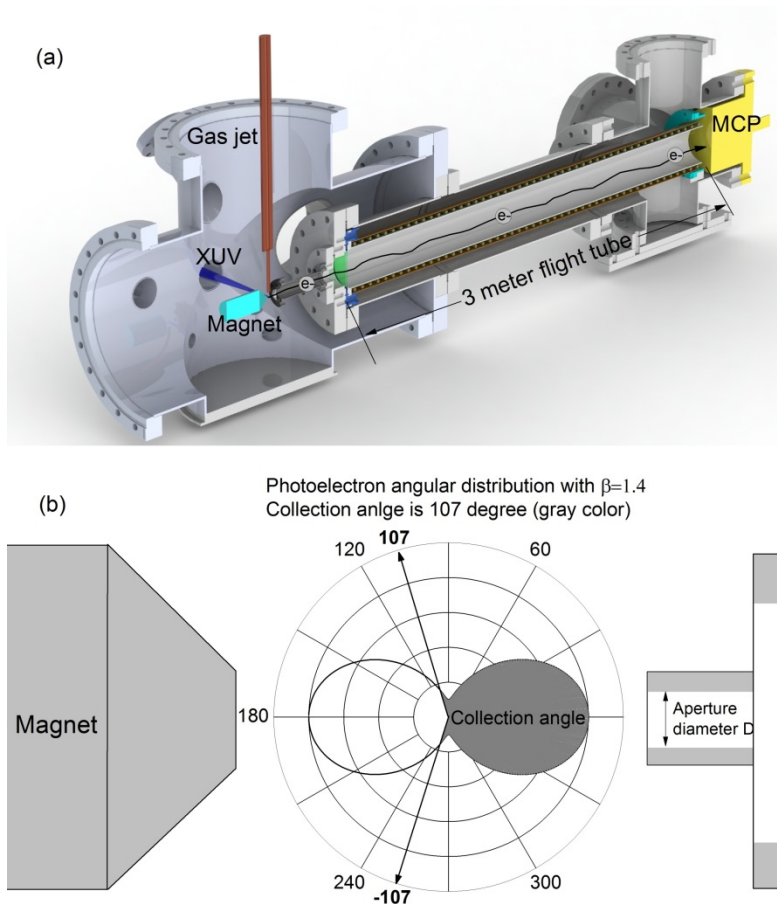 (a)
Gas jet
MCP
e-
e-
XUV
3 meter flight tube
e-
Magnet
(b)
Photoelectron angular distribution with β=1.4
Collection anlge is 107 degree (gray color)
107
120
60
Magnet
180
Collection angle
Aperture
diameter D
240
300
-107